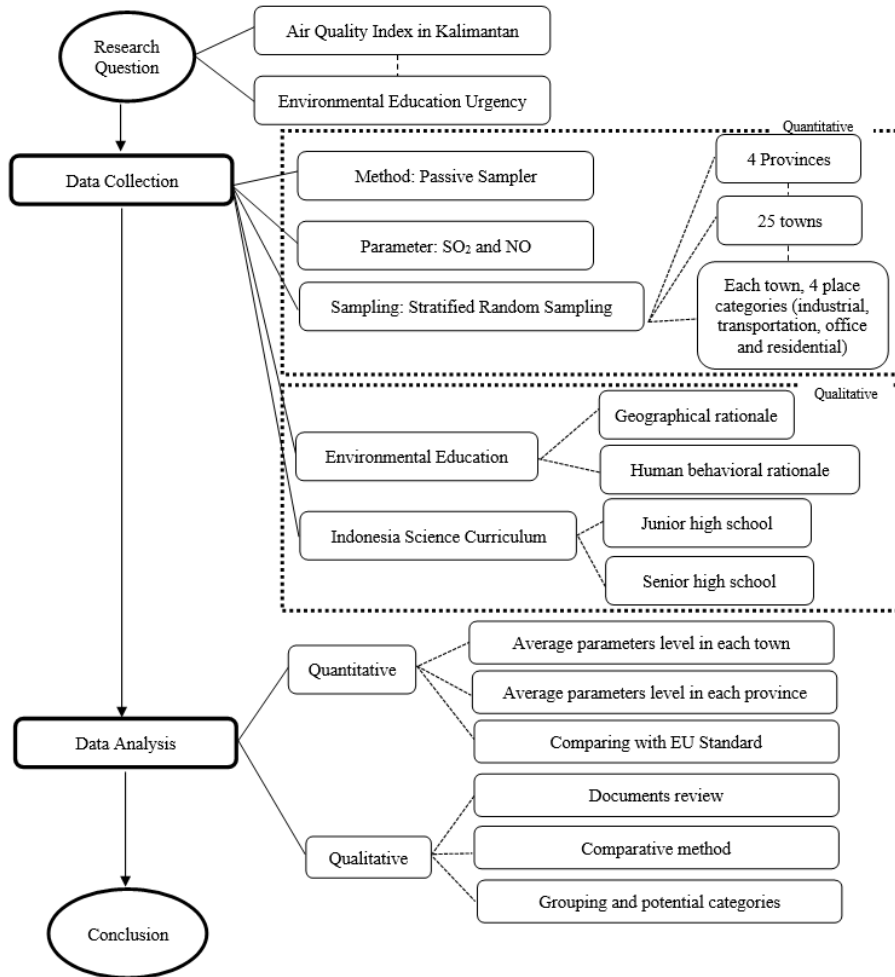 Research
Question
Air Quality Index in Kalimantan
Environmental Education Urgency
Data Collection
Quantitative
Method: Passive Sampler
Parameter: SO₂ and NO
Sampling: Stratified Random Sampling
4 Provinces
25 towns
Each town, 4 place
categories (industrial,
transportation, office
and residential)
Qualitative
Environmental Education
Geographical rationale
Human behavioral rationale
Indonesia Science Curriculum
Junior high school
Senior high school
Data Analysis
Quantitative
Average parameters level in each town
Average parameters level in each province
Comparing with EU Standard
Qualitative
Documents review
Comparative method
Grouping and potential categories
Conclusion